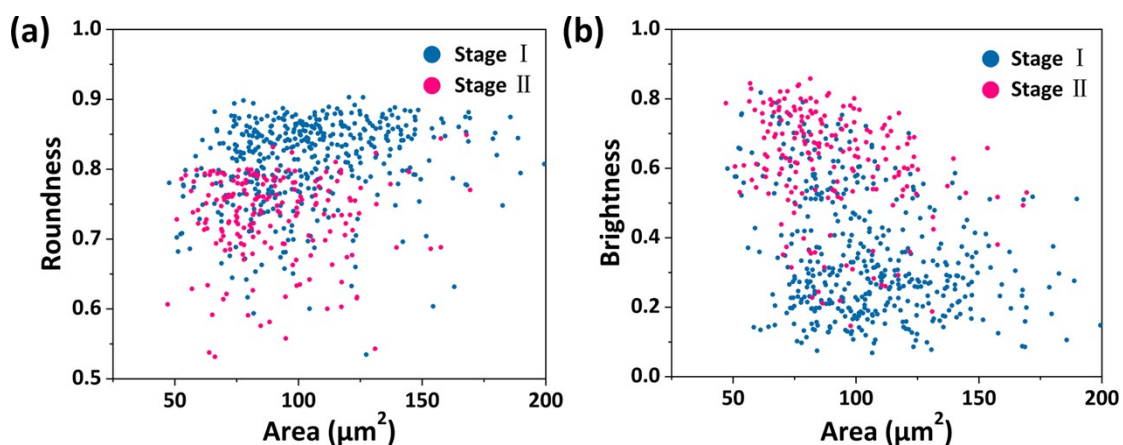 (a)
1.0
0.9
0.8
0.7
0.6
0.5
Roundness
Stage Ⅰ
Stage Ⅱ
50 100 150 200
Area (µm²)
(b)
1.0
0.8
0.6
0.4
0.2
0.0
Brightness
Stage Ⅰ
Stage Ⅱ
50 100 150 200
Area (µm²)